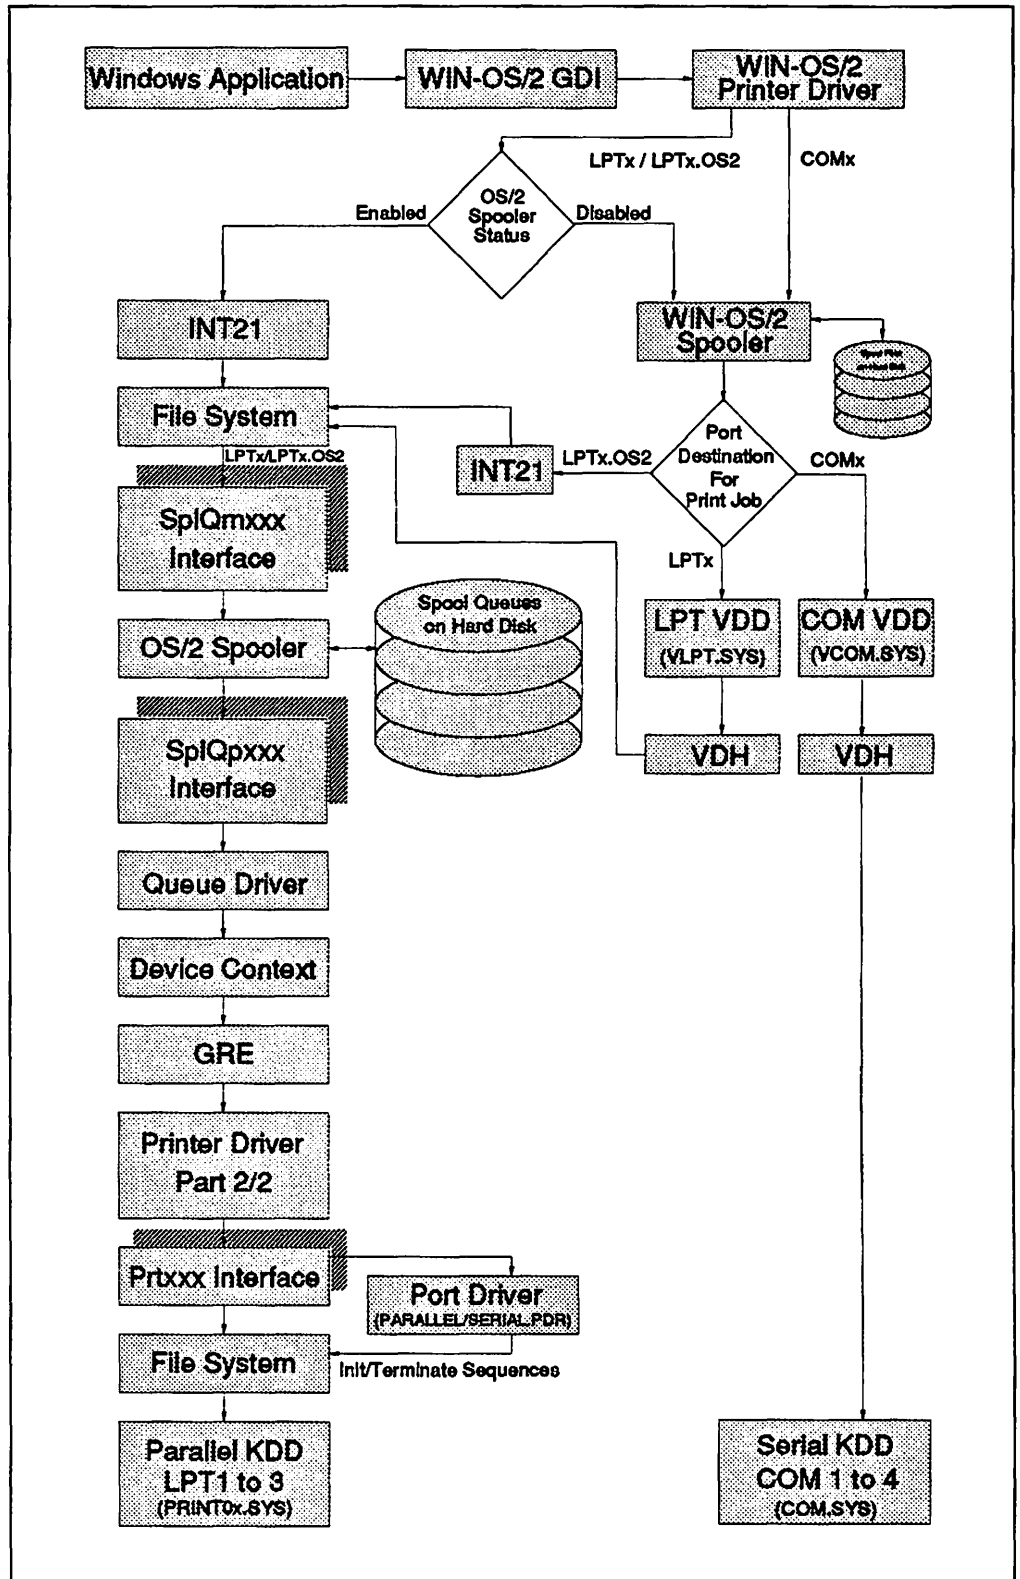 Windows Application
WIN-OS/2 GDI
WIN-OS/2
Printer Driver
LPTx / LPTx.OS2
COMx
OS/2
Spooler
Status
Enabled
Disabled
INT21
WIN-OS/2
Spooler
Spool Files
on Hard Disk
File System
LPTx/LPTx.OS2
INT21
LPTx.OS2
Port
Destination
For
Print Job
COMx
LPTx
SplQmxxx
Interface
Spool Queues
on Hard Disk
OS/2 Spooler
LPT VDD
(VLPT.SYS)
COM VDD
(VCOM.SYS)
SplQpxxx
Interface
VDH
VDH
Queue Driver
Device Context
GRE
Printer Driver
Part 2/2
Prtxxx Interface
Port Driver
(PARALLEL/SERIAL.PDR)
File System
Init/Terminate Sequences
Parallel KDD
LPT1 to 3
(PRINT0x.SYS)
Serial KDD
COM 1 to 4
(COM.SYS)